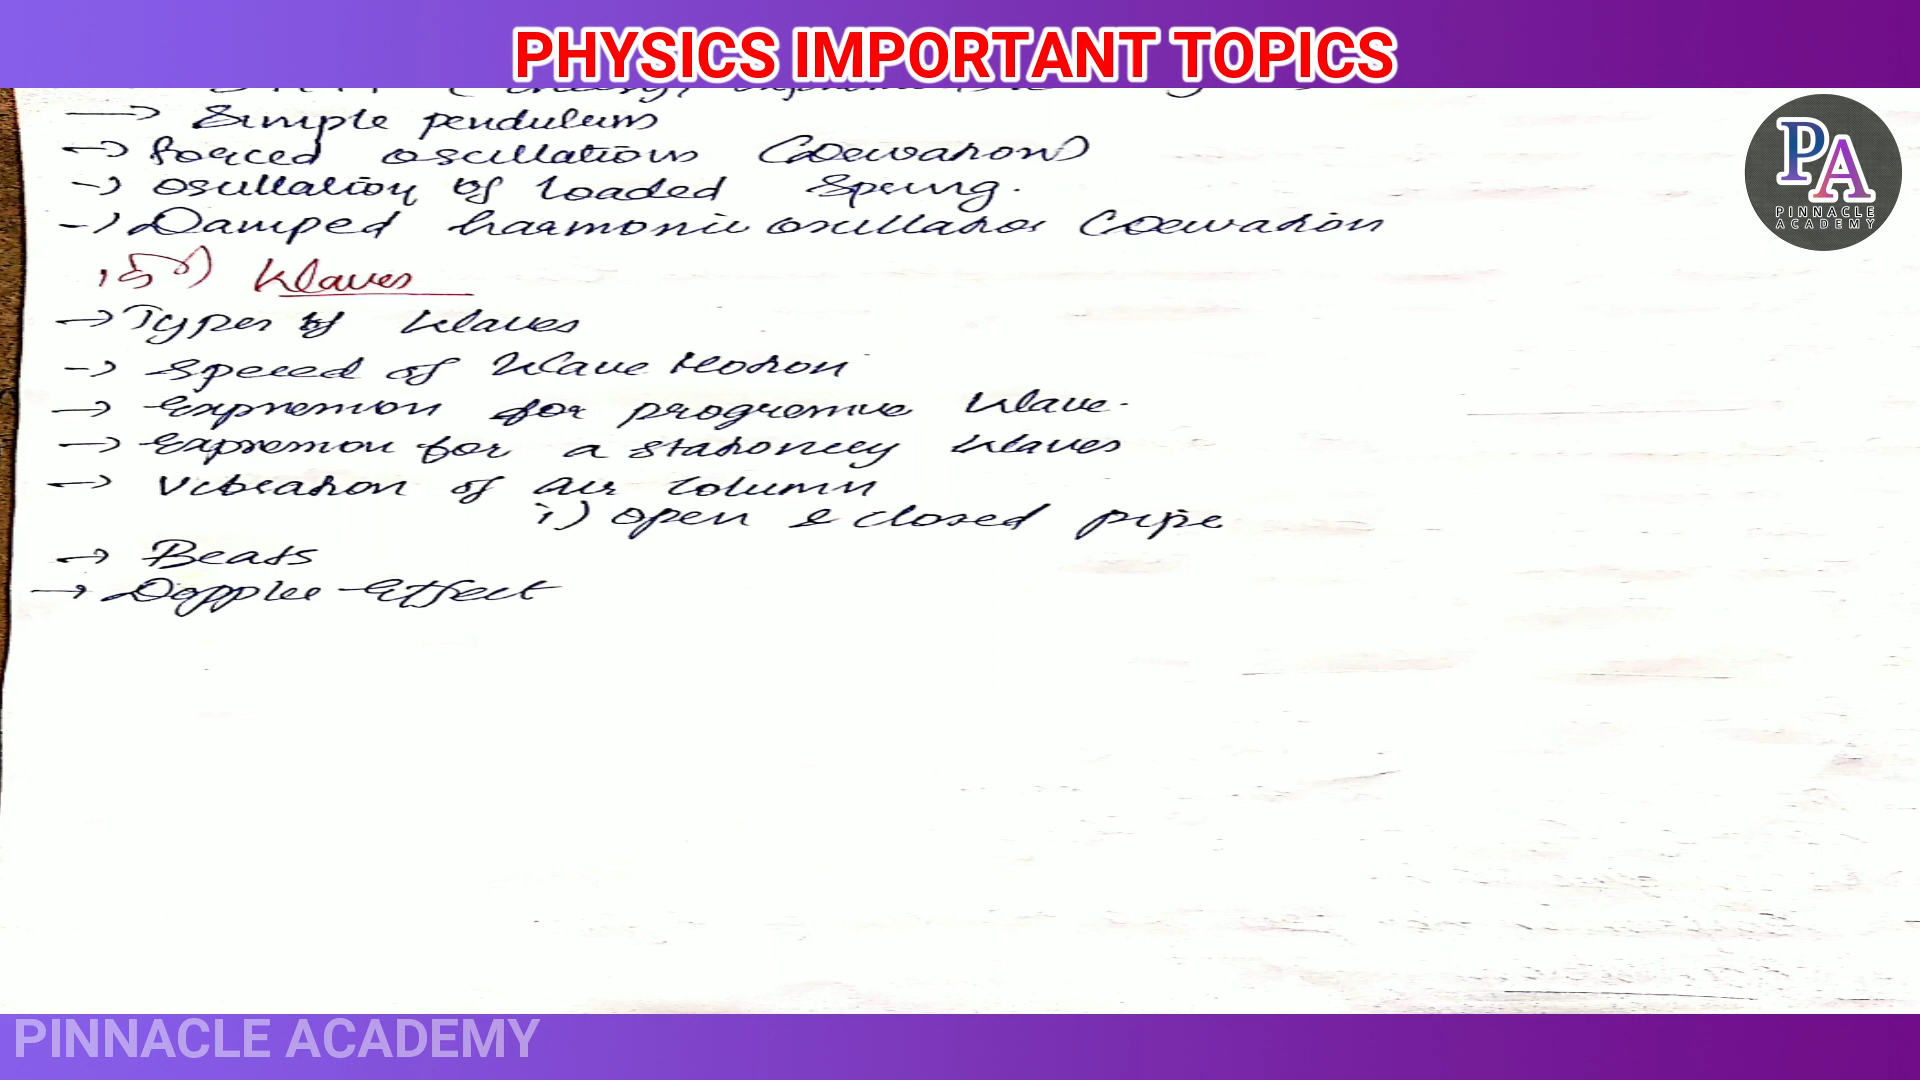 PHYSICS IMPORTANT TOPICS
→ Simple pendulum
→ forced oscillations (Derivation)
→ oscillation of loaded Spring.
→ Damped harmonic oscillator (Derivation
15) Waves
→ Types of Waves
→ Speed of Wave Motion
→ Expression for progressive Wave.
→ Expression for a stationary Waves
→ Vibration of air column
i) open & closed pipe
→ Beats
→ Doppler Effect
PA
PINNACLE
ACADEMY
PINNACLE ACADEMY